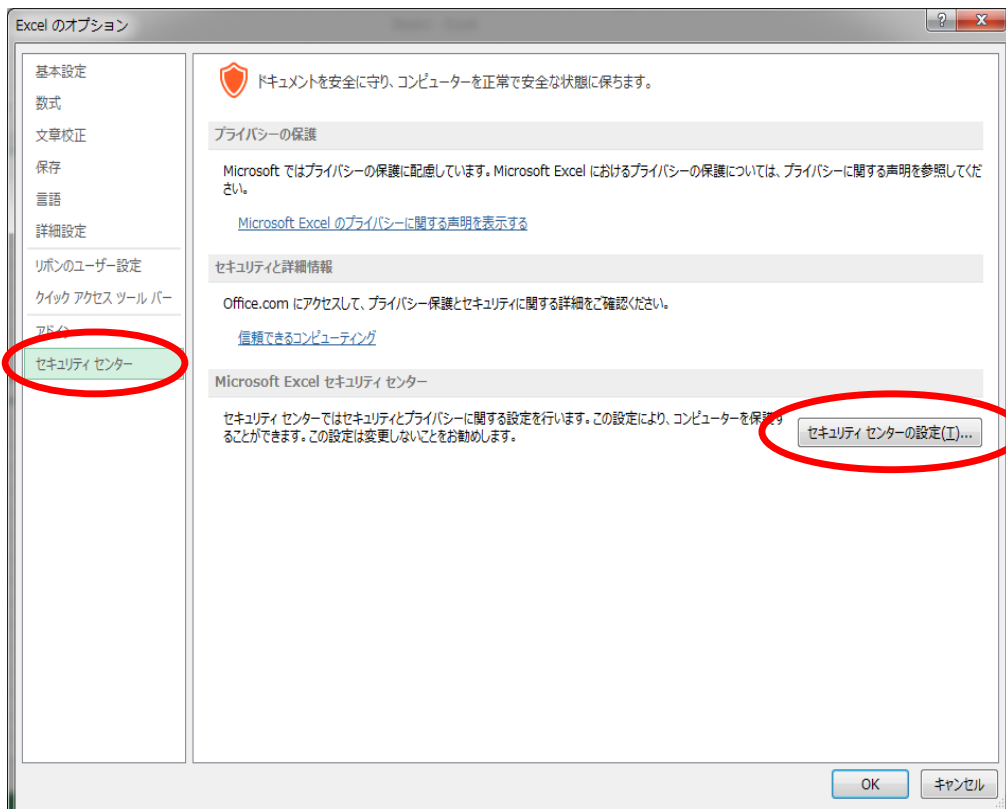 Excel のオプション
基本設定
数式
文章校正
保存
言語
詳細設定
リボンのユーザー設定
クイック アクセス ツール バー
アドイン
セキュリティ センター
ドキュメントを安全に守り、コンピューターを正常で安全な状態に保ちます。
プライバシーの保護
Microsoft ではプライバシーの保護に配慮しています。Microsoft Excel におけるプライバシーの保護については、プライバシーに関する声明を参照してくだ
さい。
Microsoft Excel のプライバシーに関する声明を表示する
セキュリティと詳細情報
Office.com にアクセスして、プライバシー保護とセキュリティに関する詳細をご確認ください。
信頼できるコンピューティング
Microsoft Excel セキュリティ センター
セキュリティ センターではセキュリティとプライバシーに関する設定を行います。この設定により、コンピューターを保護す
ることができます。この設定は変更しないことをお勧めします。
セキュリティ センターの設定(T)...
OK
キャンセル